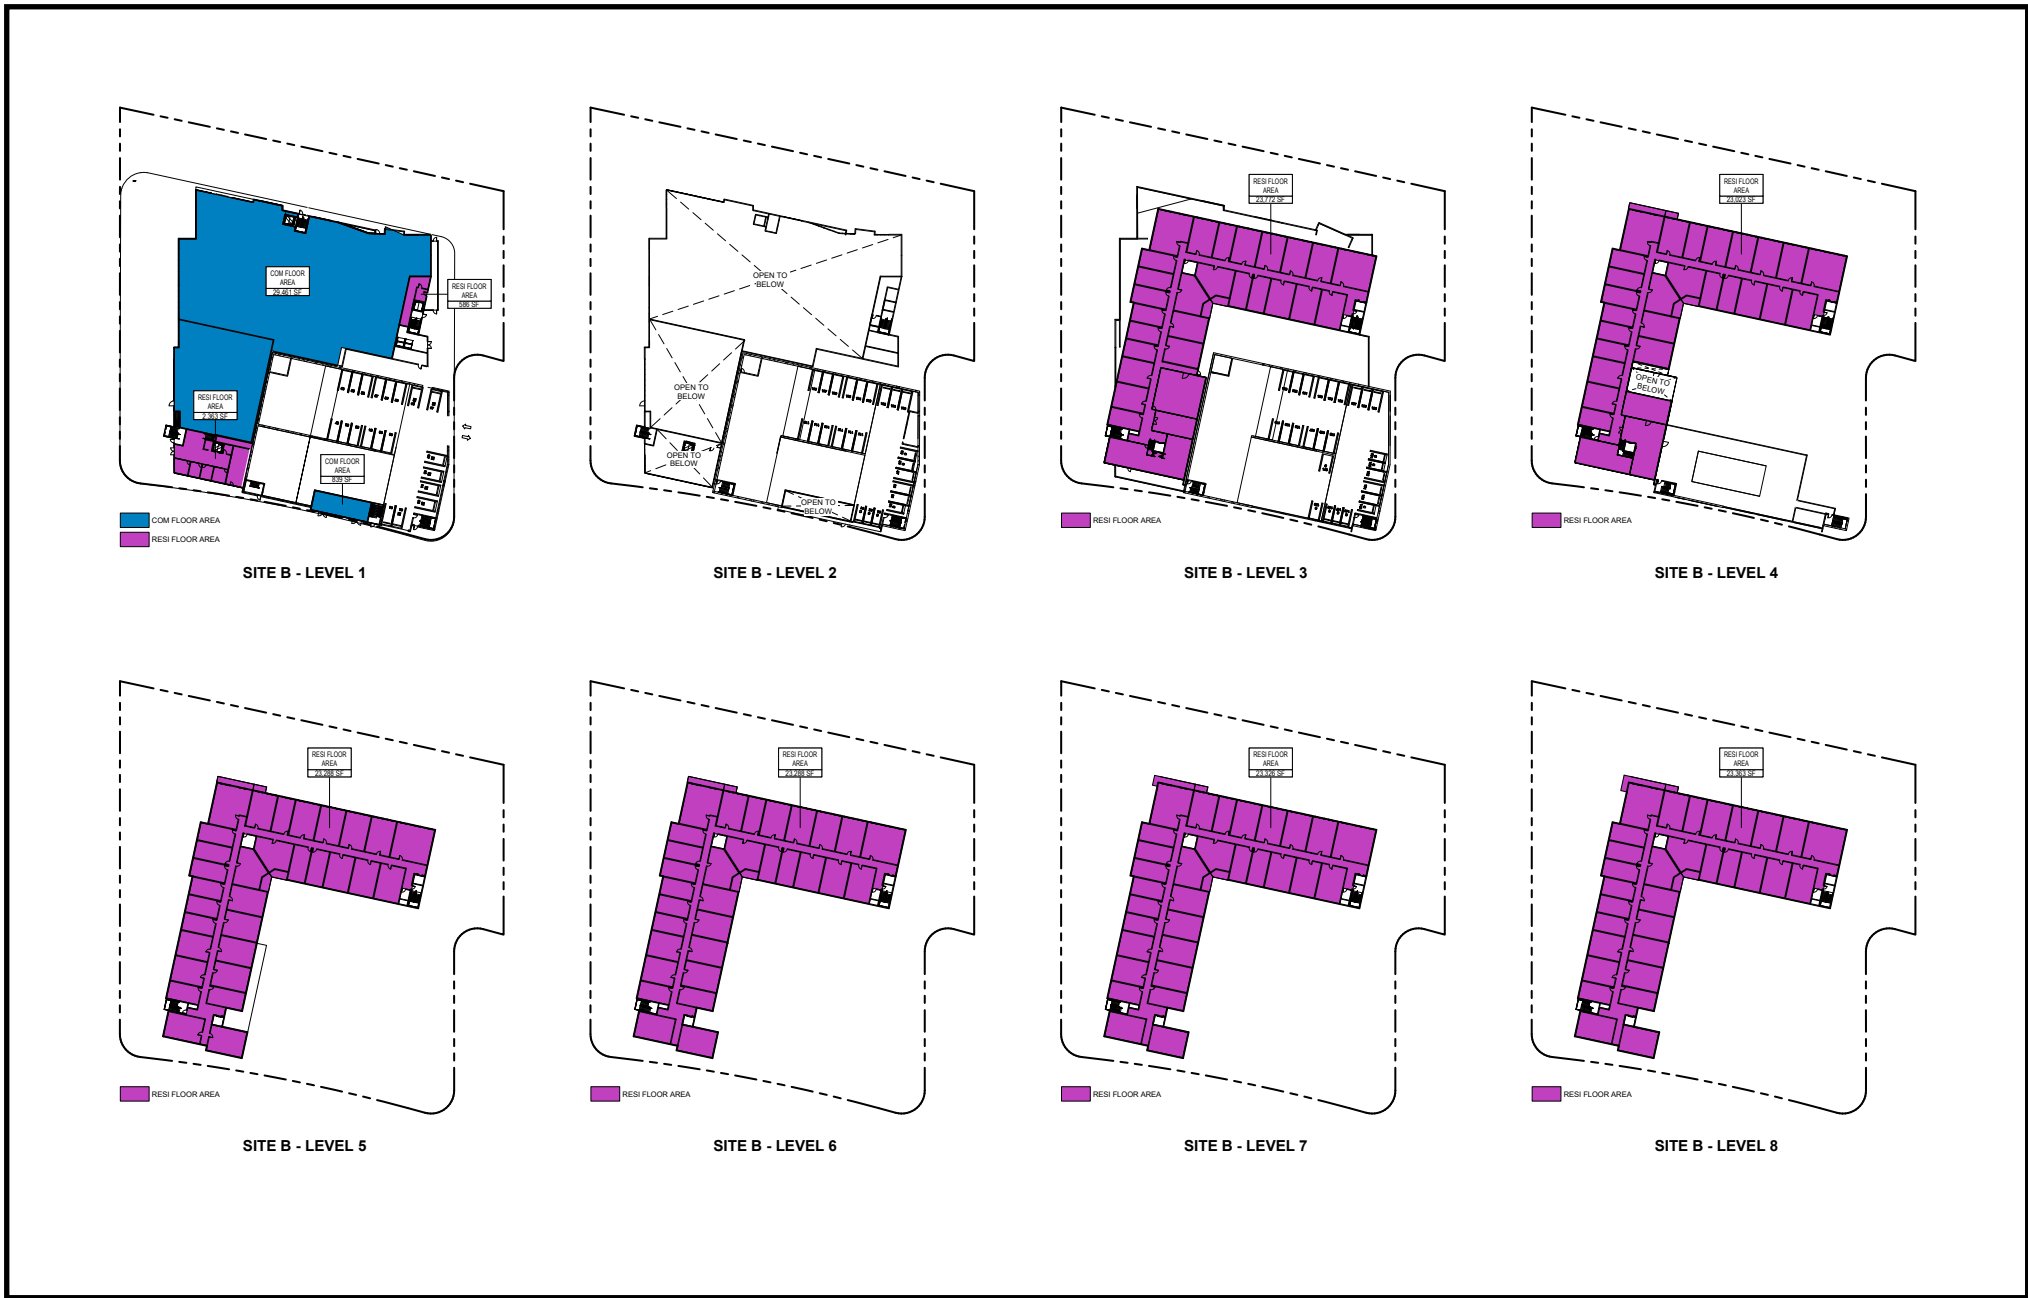 COM FLOOR
AREA
29,461 SF
RESI FLOOR
AREA
586 SF
RESI FLOOR
AREA
2,363 SF
COM FLOOR
AREA
839 SF
COM FLOOR AREA
RESI FLOOR AREA
SITE B - LEVEL 1
OPEN TO
BELOW
OPEN TO
BELOW
OPEN TO
BELOW
OPEN TO
BELOW
SITE B - LEVEL 2
RESI FLOOR
AREA
23,772 SF
RESI FLOOR AREA
SITE B - LEVEL 3
RESI FLOOR
AREA
23,023 SF
OPEN TO
BELOW
RESI FLOOR AREA
SITE B - LEVEL 4
RESI FLOOR
AREA
23,288 SF
RESI FLOOR AREA
SITE B - LEVEL 5
RESI FLOOR
AREA
23,288 SF
RESI FLOOR AREA
SITE B - LEVEL 6
RESI FLOOR
AREA
23,326 SF
RESI FLOOR AREA
SITE B - LEVEL 7
RESI FLOOR
AREA
23,363 SF
RESI FLOOR AREA
SITE B - LEVEL 8